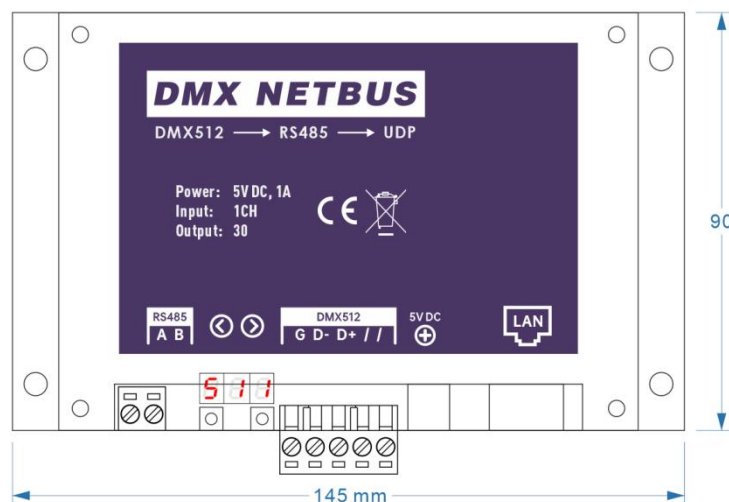 DMX NETBUS
DMX512 → RS485 → UDP
Power: 5V DC, 1A
Input: 1CH
Output: 30
CE
RS485
A B
DMX512
G D- D+ / /
5V DC
LAN
511
90
145 mm